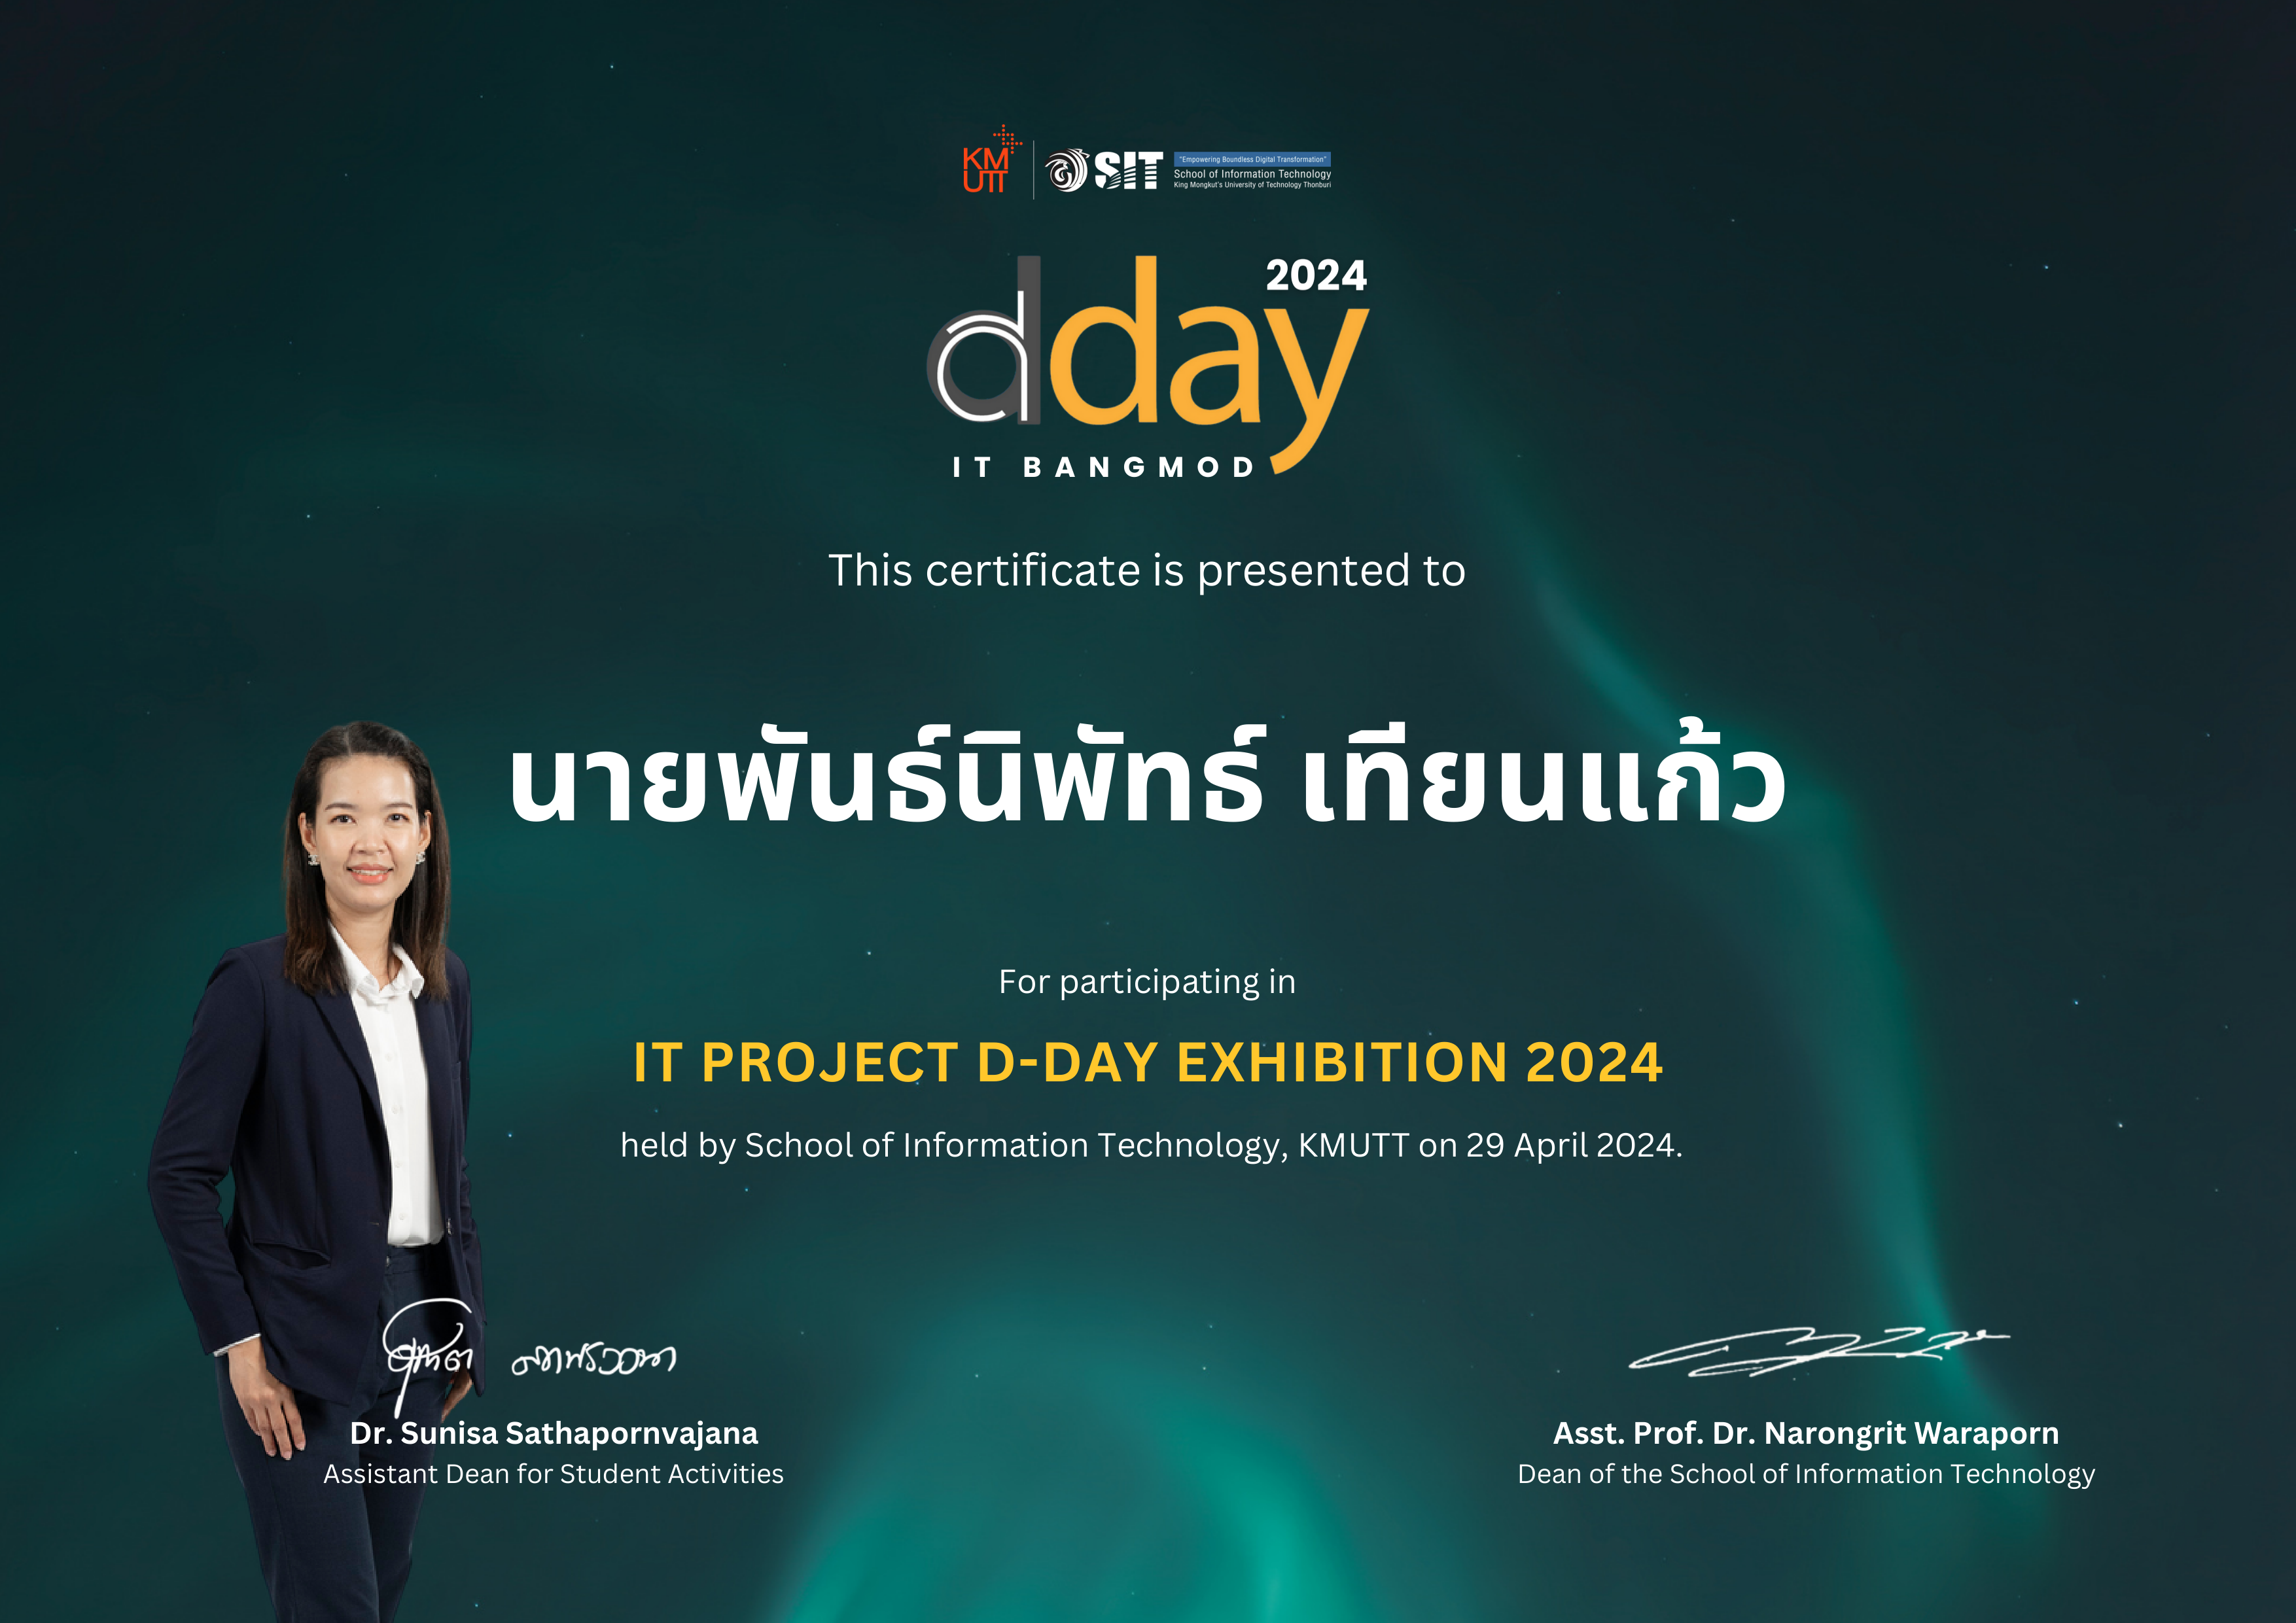 KM
UTT
SIT
"Empowering Boundless Digital Transformation"
School of Information Technology
King Mongkut's University of Technology Thonburi
2024
dday
IT BANGMOD
This certificate is presented to
นายพันธ์นิพัทธ์ เทียนแก้ว
For participating in
IT PROJECT D-DAY EXHIBITION 2024
held by School of Information Technology, KMUTT on 29 April 2024.
Dr. Sunisa Sathapornvajana
Assistant Dean for Student Activities
Asst. Prof. Dr. Narongrit Waraporn
Dean of the School of Information Technology